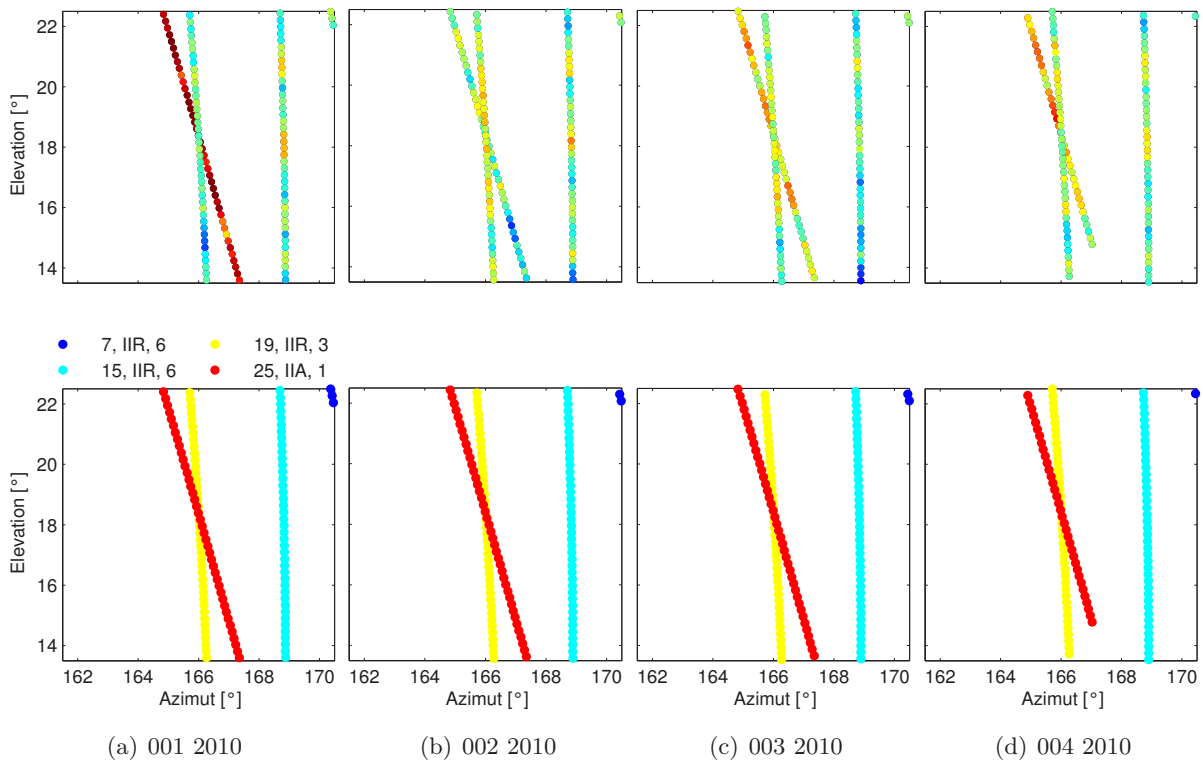 22
20
18
16
14
Elevation [°]
7, IIR, 6
19, IIR, 3
15, IIR, 6
25, IIA, 1
22
20
18
16
14
Elevation [°]
162 164 166 168 170
162 164 166 168 170
162 164 166 168 170
162 164 166 168 170
Azimut [°]
Azimut [°]
Azimut [°]
Azimut [°]
(a) 001 2010
(b) 002 2010
(c) 003 2010
(d) 004 2010